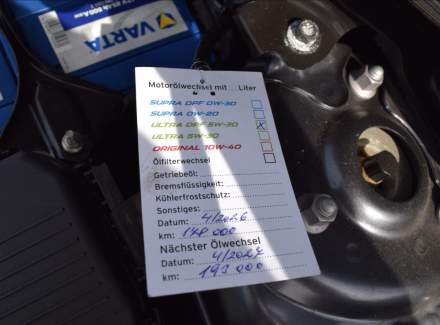 VARTA
Motorölwechsel mit.....Liter
SUPRA DPF 0W-30
SUPRA 0W-20
ULTRA DPF 5W-30
ULTRA 5W-30
ORIGINAL 10W-40
Ölfilterwechsel
Getriebeöl:
Bremsflüssigkeit:
Kühlerfrostschutz:
Sonstiges:
Datum: 4/2026
km: 178 000
Nächster Ölwechsel
Datum: 4/2027
km: 193 000